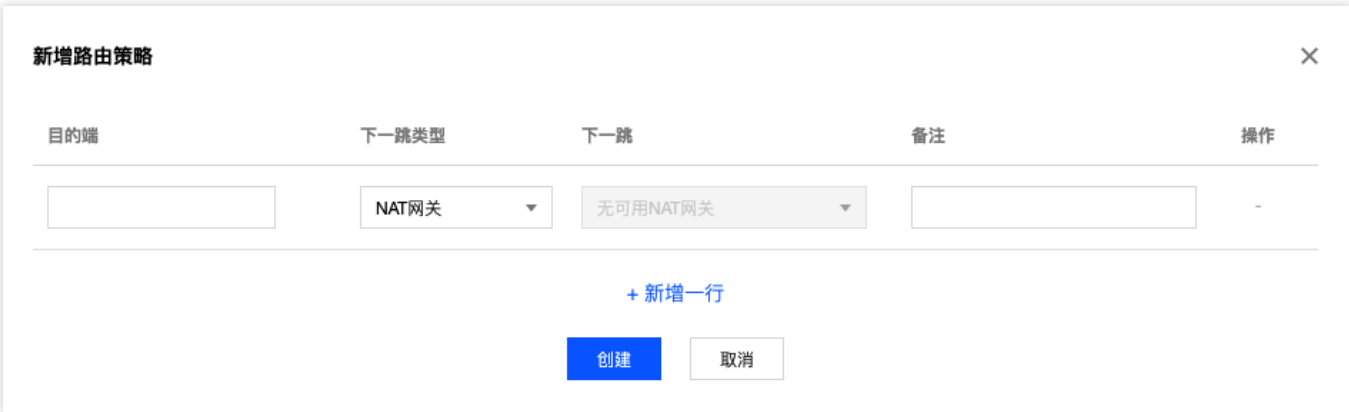 新增路由策略
目的端 下一跳类型 下一跳 备注 操作
NAT网关 无可用NAT网关 -
+ 新增一行
创建 取消